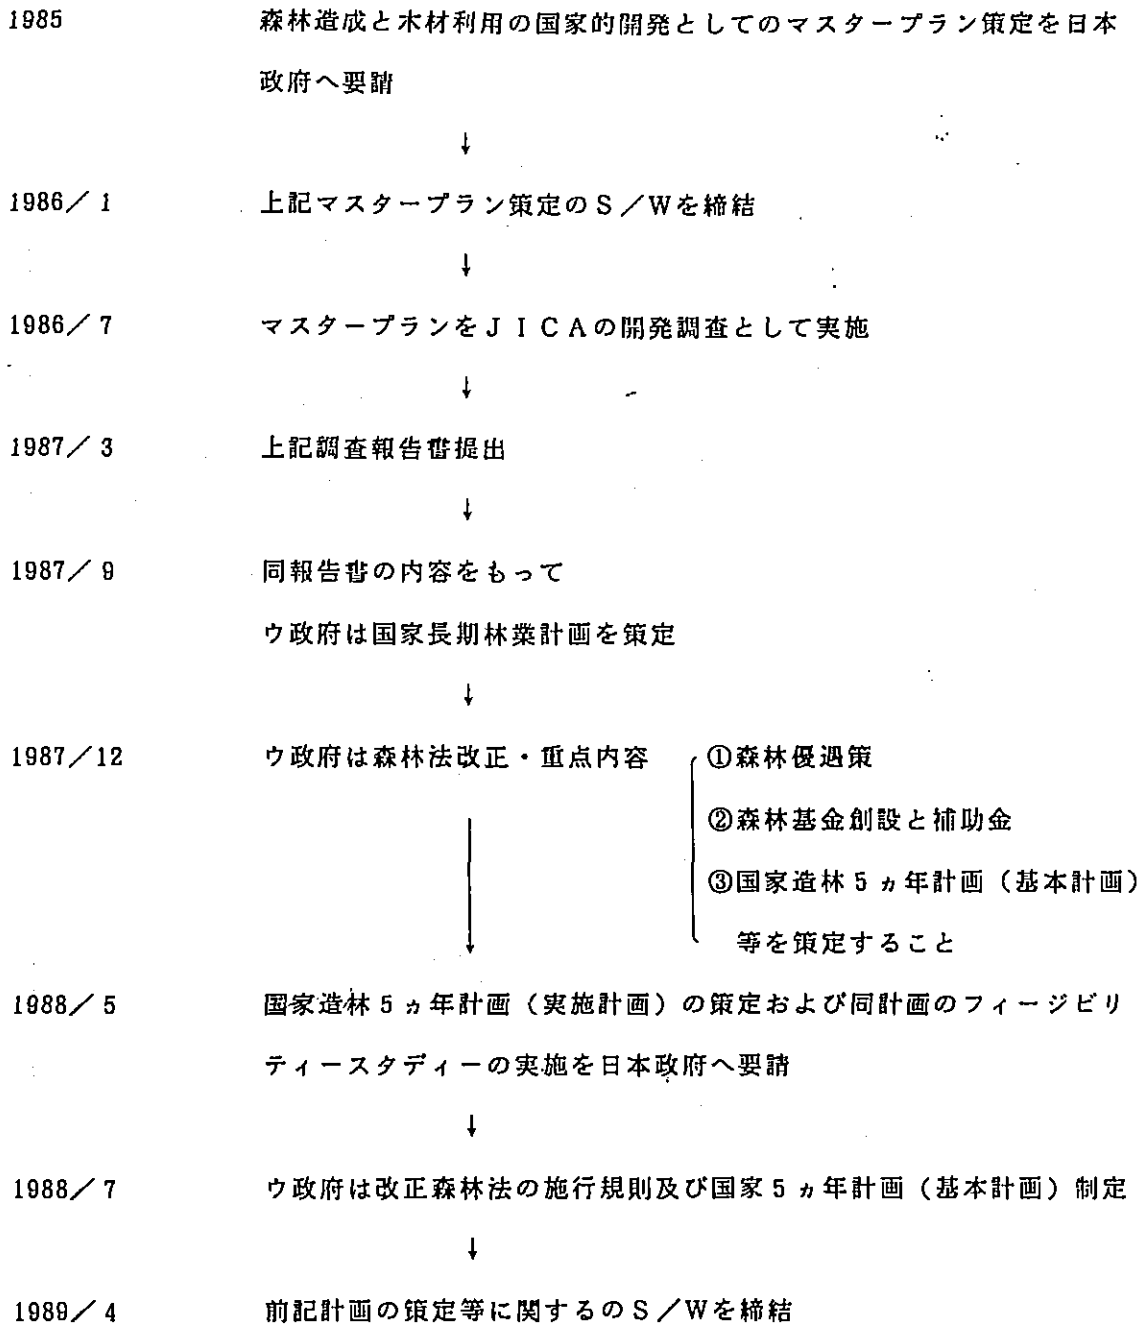 1985 森林造成と木材利用の国家的開発としてのマスタープラン策定を日本
政府へ要請
↓
1986／1 上記マスタープラン策定のS／Wを締結
↓
1986／7 マスタープランをJICAの開発調査として実施
↓
1987／3 上記調査報告書提出
↓
1987／9 同報告書の内容をもって
ウ政府は国家長期林業計画を策定
↓
1987／12 ウ政府は森林法改正・重点内容 ①森林優遇策
②森林基金創設と補助金
③国家造林5ヵ年計画（基本計画）
等を策定すること
↓
1988／5 国家造林5ヵ年計画（実施計画）の策定および同計画のフィージビリ
ティースタディーの実施を日本政府へ要請
↓
1988／7 ウ政府は改正森林法の施行規則及び国家5ヵ年計画（基本計画）制定
↓
1989／4 前記計画の策定等に関するのS／Wを締結